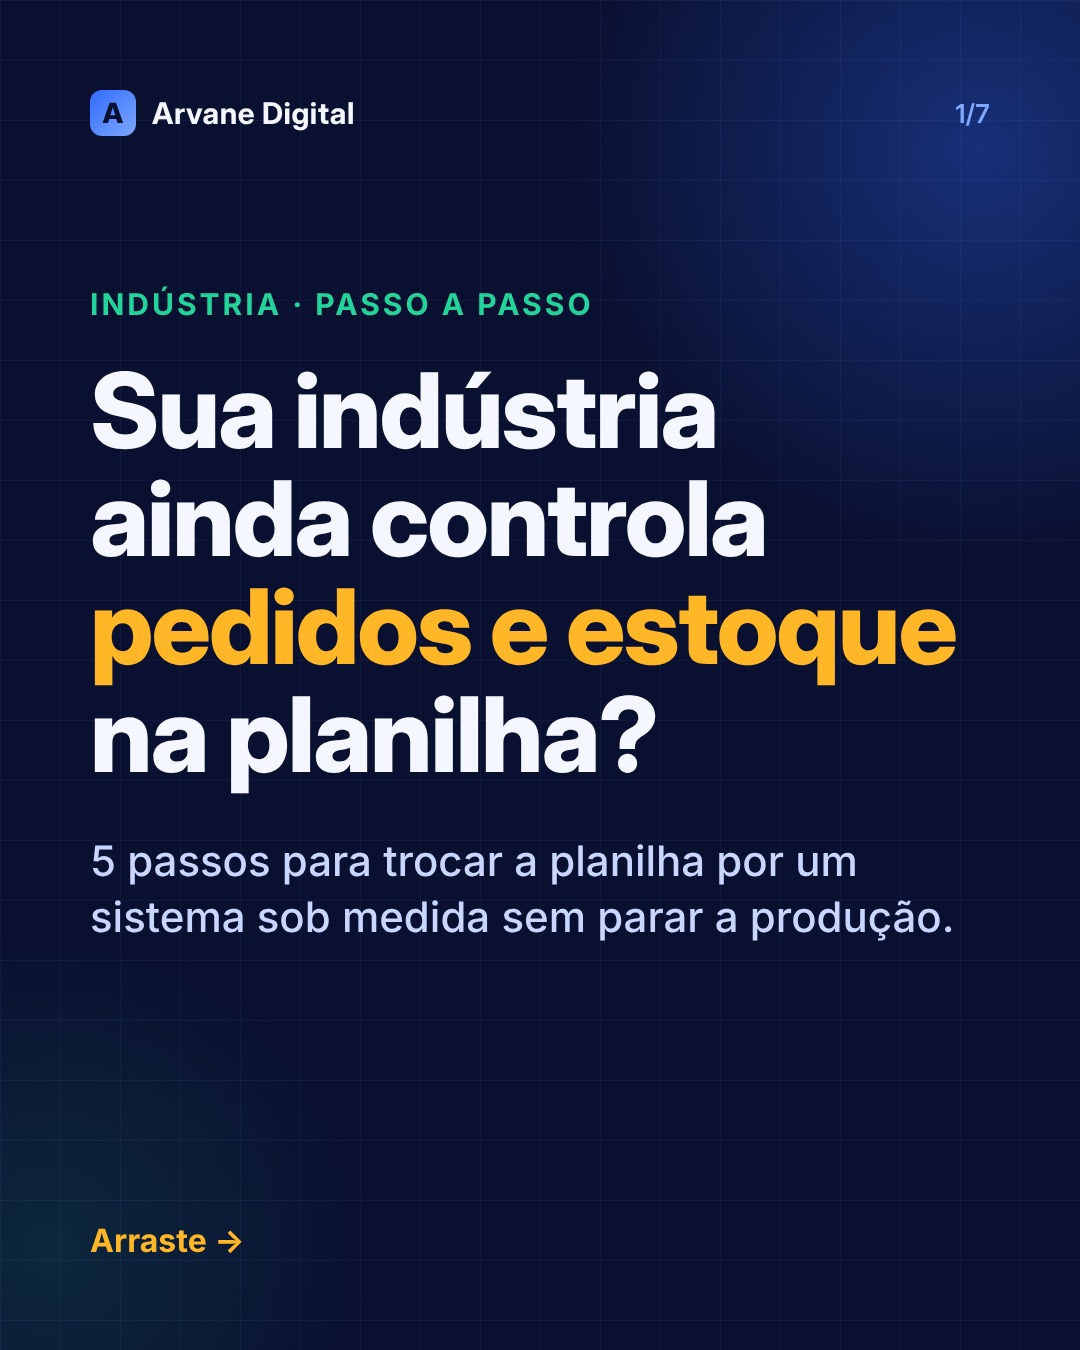 A Arvane Digital
1/7
INDÚSTRIA · PASSO A PASSO
Sua indústria
ainda controla
pedidos e estoque
na planilha?
5 passos para trocar a planilha por um
sistema sob medida sem parar a produção.
Arraste →